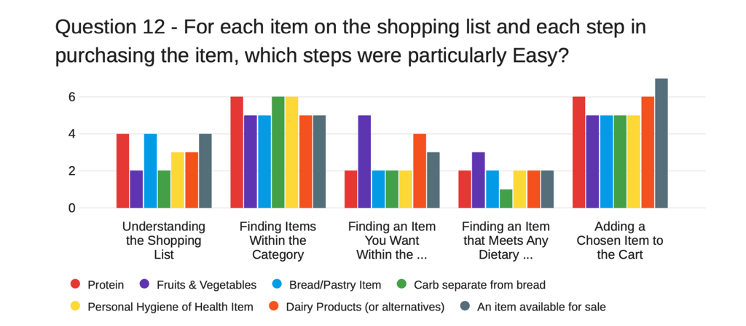 Question 12 - For each item on the shopping list and each step in
purchasing the item, which steps were particularly Easy?
6
4
2
0
Understanding
the Shopping
List
Finding Items
Within the
Category
Finding an Item
You Want
Within the ...
Finding an Item
that Meets Any
Dietary ...
Adding a
Chosen Item to
the Cart
Protein Fruits & Vegetables Bread/Pastry Item Carb separate from bread
Personal Hygiene of Health Item Dairy Products (or alternatives) An item available for sale